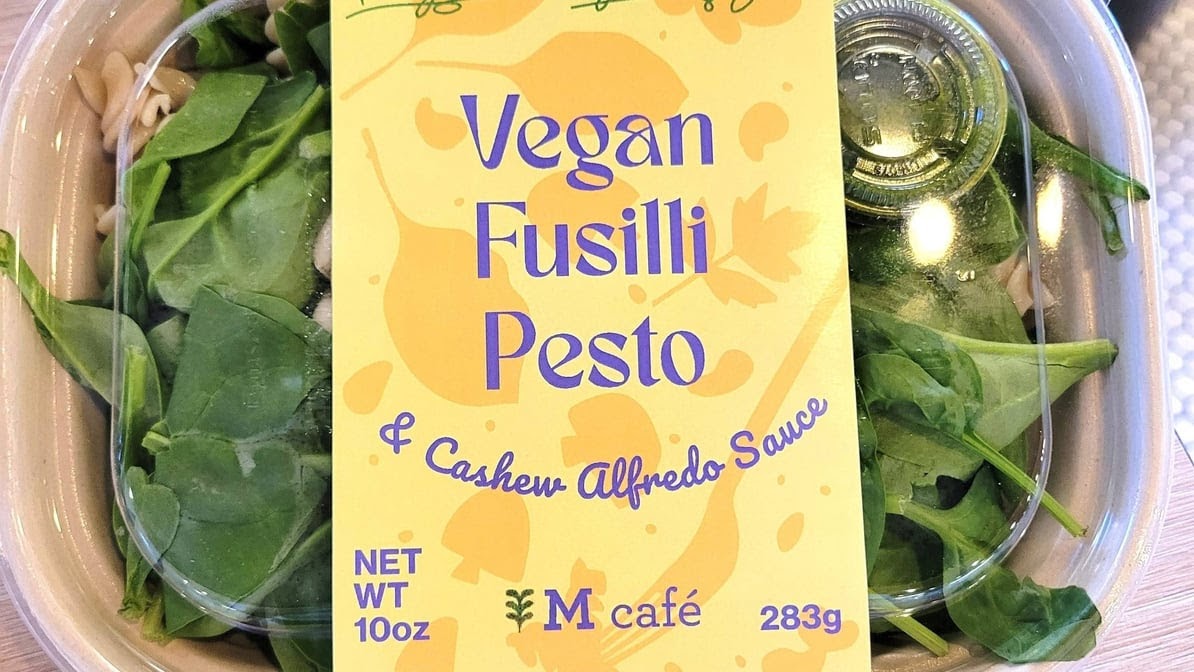 Vegan
Fusilli
Pesto
& Cashew Alfredo Sauce
NET
WT
10oz
M café
283g